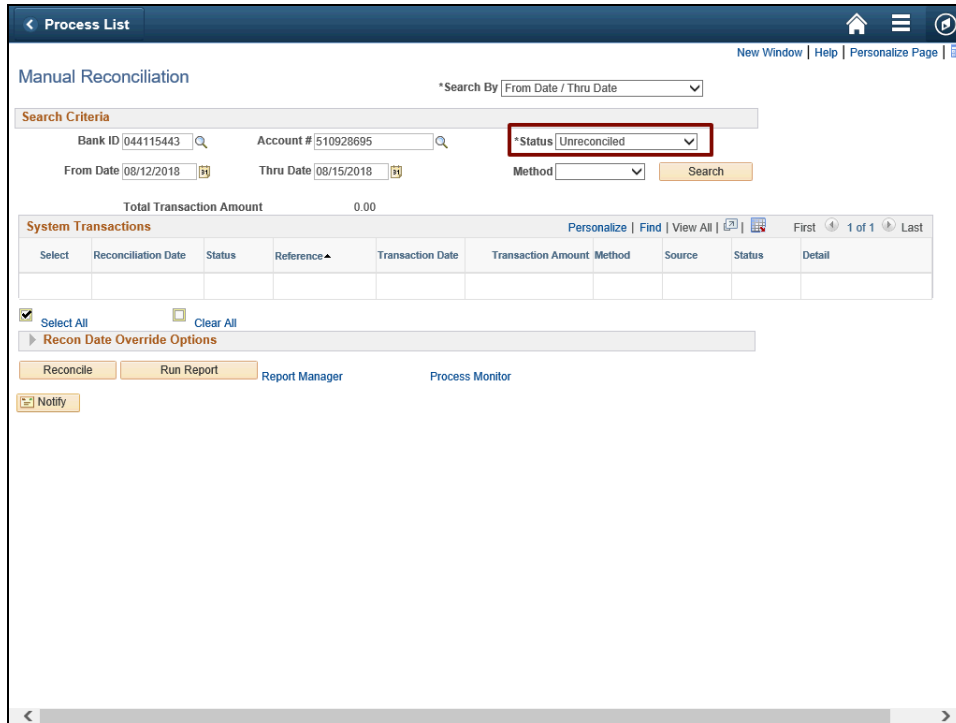 Process List
New Window | Help | Personalize Page |
Manual Reconciliation
*Search By From Date / Thru Date
Search Criteria
Bank ID 044115443 Account # 510928695 *Status Unreconciled
From Date 08/12/2018 31 Thru Date 08/15/2018 31 Method Search
Total Transaction Amount 0.00
System Transactions Personalize | Find | View All | | First 1 of 1 Last
Select Reconciliation Date Status Reference Transaction Date Transaction Amount Method Source Status Detail
Select All Clear All
Recon Date Override Options
Reconcile Run Report Report Manager Process Monitor
Notify